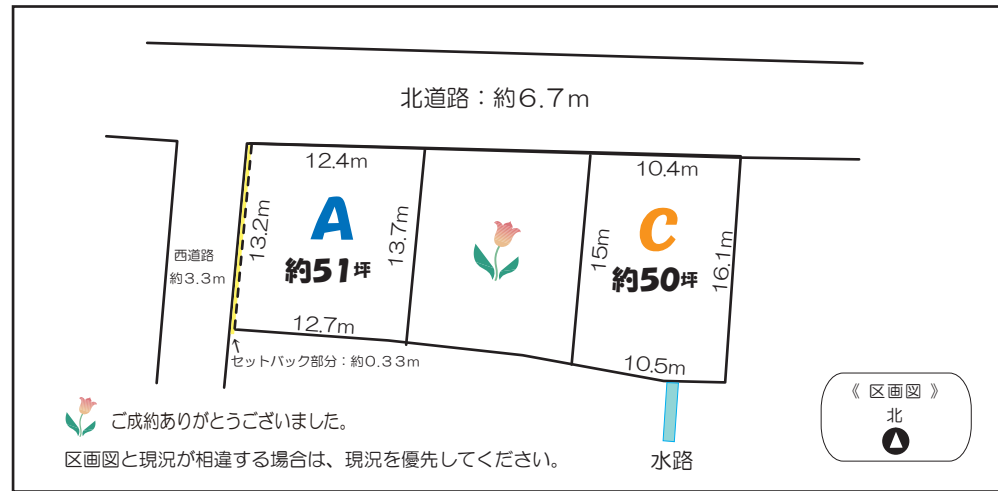 北道路：約6.7m
12.4m
10.4m
13.2m
A
13.7m
15m
C
16.1m
西道路
約3.3m
約51坪
約50坪
12.7m
10.5m
セットバック部分：約0.33m
ご成約ありがとうございました。
区画図と現況が相違する場合は、現況を優先してください。
水路
《 区画図 》
北